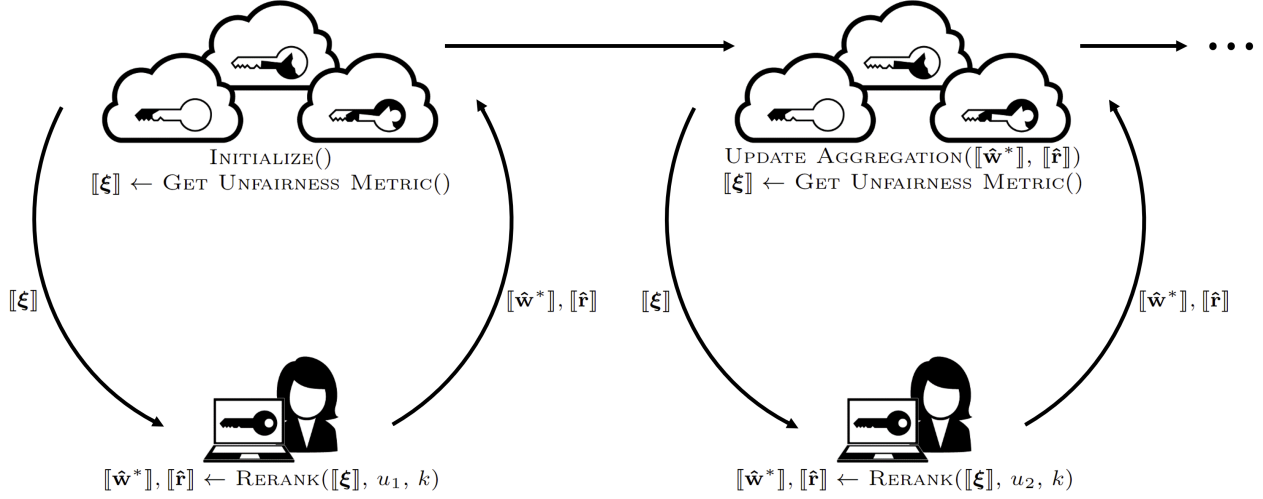 INITIALIZE()
⟦ξ⟧ ← GET UNFAIRNESS METRIC()
⟦ξ⟧
⟦ŵ*⟧, ⟦r̂⟧
⟦ŵ*⟧, ⟦r̂⟧ ← RERANK(⟦ξ⟧, u₁, k)
UPDATE AGGREGATION(⟦ŵ*⟧, ⟦r̂⟧)
⟦ξ⟧ ← GET UNFAIRNESS METRIC()
⟦ξ⟧
⟦ŵ*⟧, ⟦r̂⟧
⟦ŵ*⟧, ⟦r̂⟧ ← RERANK(⟦ξ⟧, u₂, k)
...